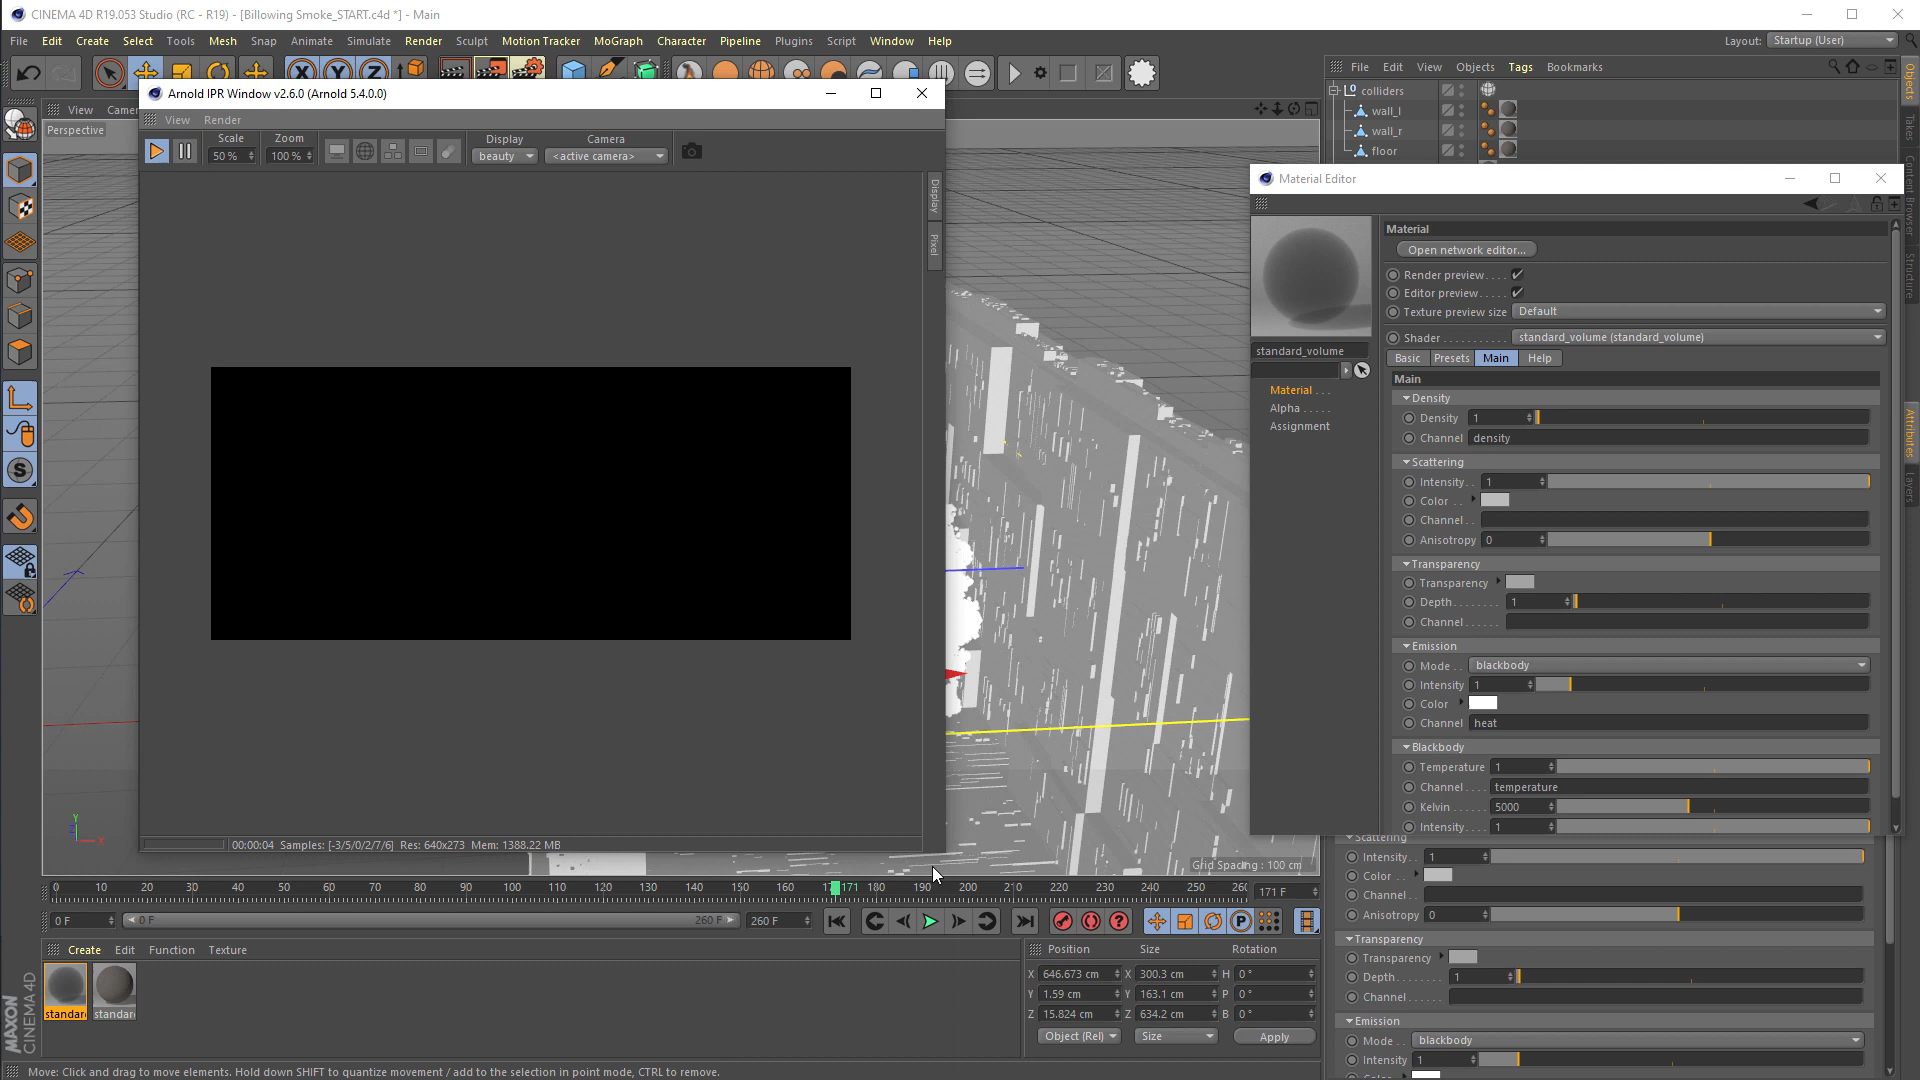 CINEMA 4D R19.053 Studio (RC - R19) - [Billowing Smoke_START.c4d *] - Main
File Edit Create Select Tools Mesh Snap Animate Simulate Render Sculpt Motion Tracker MoGraph Character Pipeline Plugins Script Window Help
Layout: Startup (User)
File Edit View Objects Tags Bookmarks
colliders
wall_l
wall_r
floor
Objects
Takes
Content Browser
Structure
Attributes
Layers
View Camer
Perspective
Arnold IPR Window v2.6.0 (Arnold 5.4.0.0)
View Render
Scale Zoom Display Camera
50 % 100 % beauty <active camera>
Display
Pixel
00:00:04 Samples: [-3/5/0/2/7/6] Res: 640x273 Mem: 1388.22 MB
Y
Z X
Grid Spacing : 100 cm
Material Editor
standard_volume
Material . . .
Alpha . . . . .
Assignment
Material
Open network editor...
Render preview. . . .
Editor preview. . . . .
Texture preview size Default
Shader . . . . . . . . . . . standard_volume (standard_volume)
Basic Presets Main Help
Main
Density
Density 1
Channel density
Scattering
Intensity. . 1
Color . .
Channel. .
Anisotropy 0
Transparency
Transparency
Depth. . . . . . . . 1
Channel. . . . . .
Emission
Mode . . blackbody
Intensity 1
Color
Channel heat
Blackbody
Temperature 1
Channel. . . . temperature
Kelvin . . . . . . 5000
Intensity. . . . 1
Scattering
Intensity. . 1
Color . .
Channel. .
Anisotropy 0
Transparency
Transparency
Depth. . . . . . . . 1
Channel. . . . . .
Emission
Mode . . blackbody
Intensity 1
0 10 20 30 40 50 60 70 80 90 100 110 120 130 140 150 160 171 180 190 200 210 220 230 240 250 171 F
0 F 0 F 260 F 260 F
Create Edit Function Texture
standar standar
Position Size Rotation
X 646.673 cm X 300.3 cm H 0 °
Y 1.59 cm Y 163.1 cm P 0 °
Z 15.824 cm Z 634.2 cm B 0 °
Object (Rel) Size Apply
MAXON
CINEMA 4D
Move: Click and drag to move elements. Hold down SHIFT to quantize movement / add to the selection in point mode, CTRL to remove.